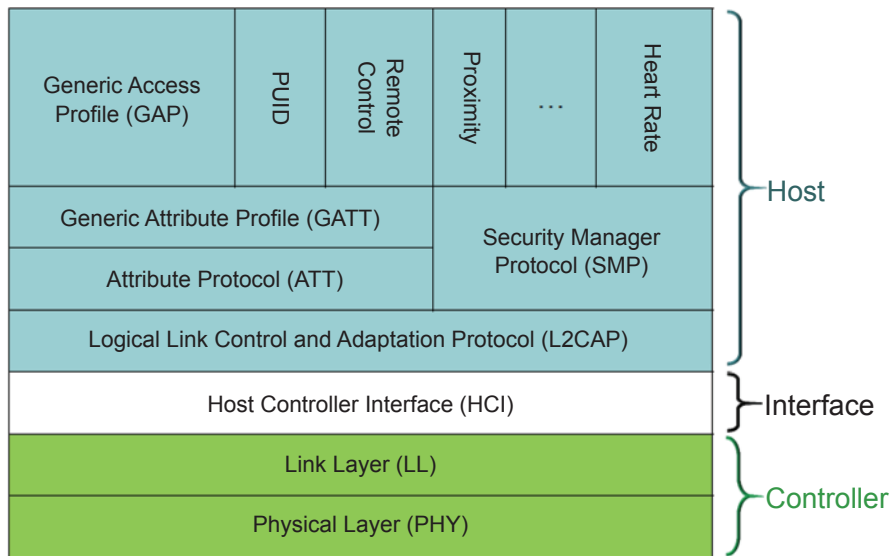 Generic Access
Profile (GAP)
PUID
Remote
Control
Proximity
...
Heart Rate
Host
Generic Attribute Profile (GATT)
Security Manager
Protocol (SMP)
Attribute Protocol (ATT)
Logical Link Control and Adaptation Protocol (L2CAP)
Host Controller Interface (HCI)
Interface
Link Layer (LL)
Controller
Physical Layer (PHY)